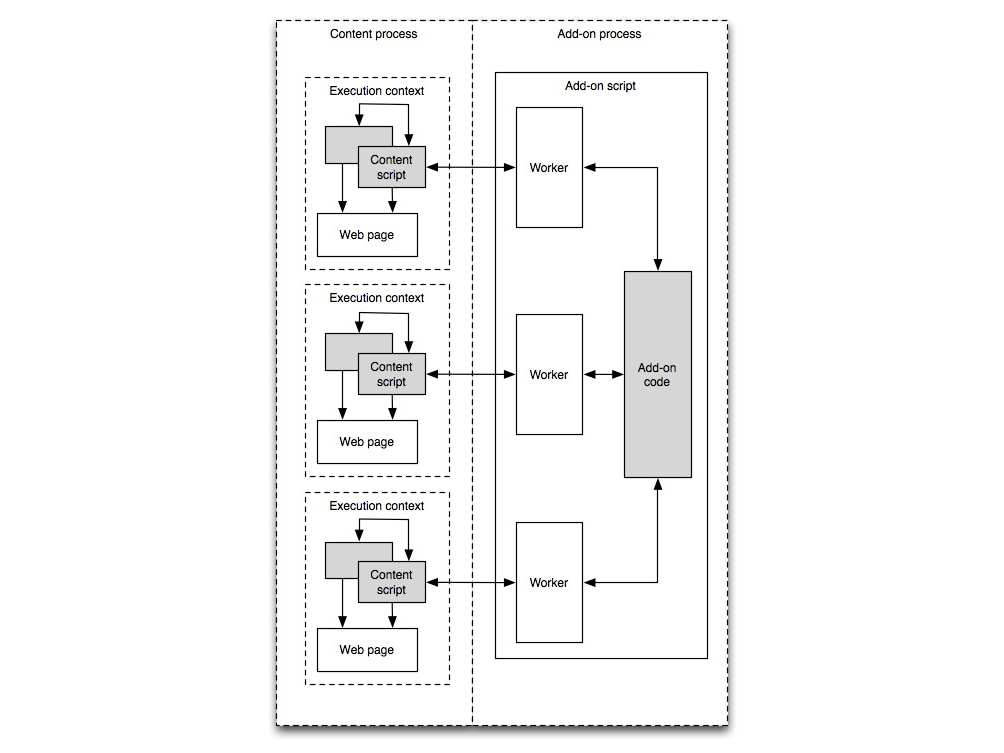 Content process
Add-on process
Add-on script
Execution context
Content
script
Web page
Worker
Execution context
Content
script
Web page
Worker
Add-on
code
Execution context
Content
script
Web page
Worker